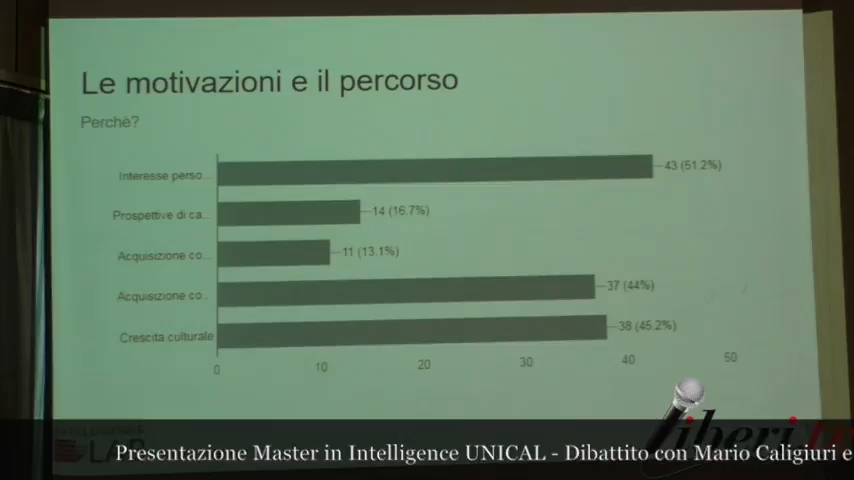 Le motivazioni e il percorso
Perchè?
Interesse perso... 43 (51.2%)
Prospettive di ca... 14 (16.7%)
Acquisizione co... 11 (13.1%)
Acquisizione co... 37 (44%)
Crescita culturale 38 (45.2%)
0 10 20 30 40 50
LAB
Presentazione Master in Intelligence UNICAL - Dibattito con Mario Caligiuri e